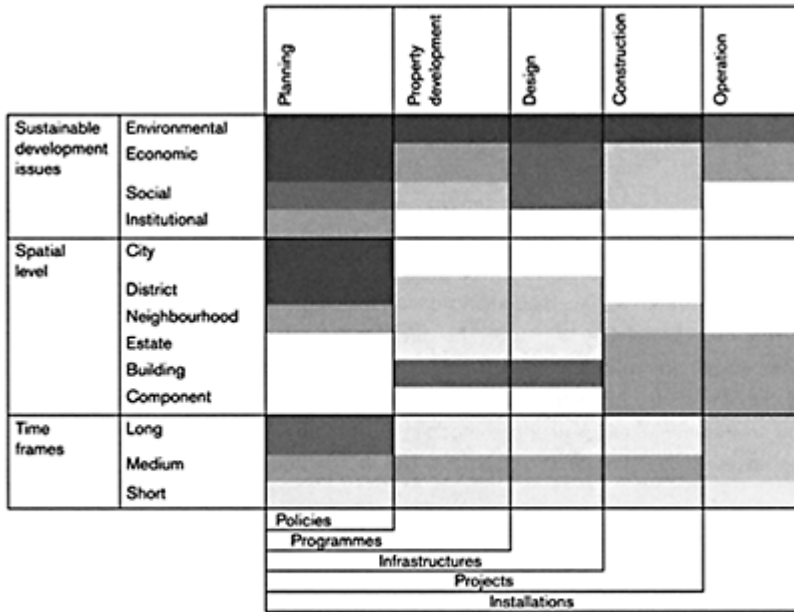 Planning
Property
development
Design
Construction
Operation
Sustainable
development
issues
Environmental
Economic
Social
Institutional
Spatial
level
City
District
Neighbourhood
Estate
Building
Component
Time
frames
Long
Medium
Short
Policies
Programmes
Infrastructures
Projects
Installations